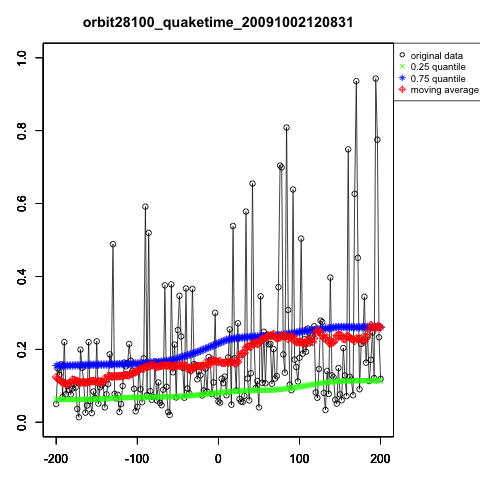 orbit28100_quaketime_20091002120831
original data
0.25 quantile
0.75 quantile
moving average
1.0
0.8
0.6
0.4
0.2
0.0
-200 -100 0 100 200